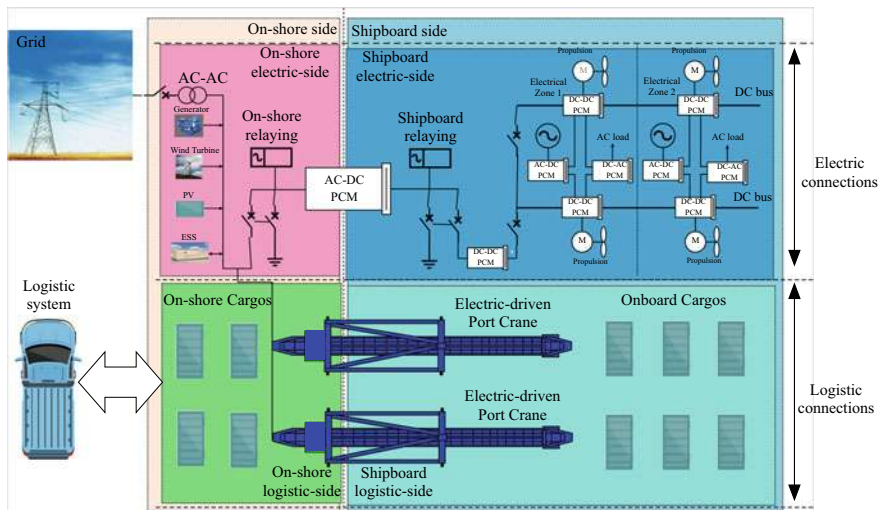 On-shore side
Shipboard side
Grid
On-shore
electric-side
Shipboard
electric-side
AC-AC
Generator
Wind Turbine
PV
ESS
On-shore
relaying
Shipboard
relaying
AC-DC
PCM
DC-DC
PCM
Propulsion
M
Electrical
Zone 1
DC-DC
PCM
AC load
AC-DC
PCM
DC-AC
PCM
DC-DC
PCM
M
Propulsion
Propulsion
M
Electrical
Zone 2
DC-DC
PCM
DC bus
AC load
AC-DC
PCM
DC-AC
PCM
DC bus
DC-DC
PCM
M
Propulsion
Electric
connections
Logistic
system
On-shore Cargos
Electric-driven
Port Crane
Onboard Cargos
Electric-driven
Port Crane
On-shore
logistic-side
Shipboard
logistic-side
Logistic
connections